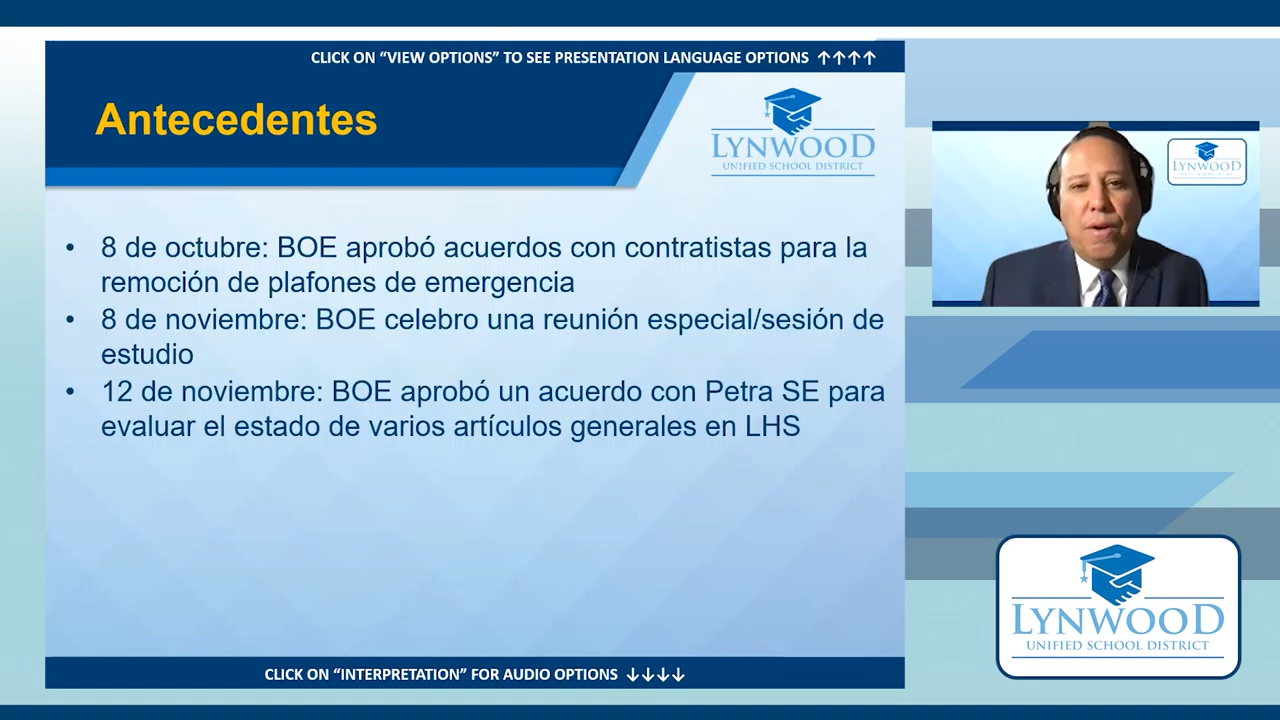 CLICK ON “VIEW OPTIONS” TO SEE PRESENTATION LANGUAGE OPTIONS ↑↑↑↑
Antecedentes
LYNWOOD
UNIFIED SCHOOL DISTRICT
• 8 de octubre: BOE aprobó acuerdos con contratistas para la
remoción de plafones de emergencia
• 8 de noviembre: BOE celebro una reunión especial/sesión de
estudio
• 12 de noviembre: BOE aprobó un acuerdo con Petra SE para
evaluar el estado de varios artículos generales en LHS
CLICK ON “INTERPRETATION” FOR AUDIO OPTIONS ↓↓↓↓
LYNWOOD
LYNWOOD
UNIFIED SCHOOL DISTRICT